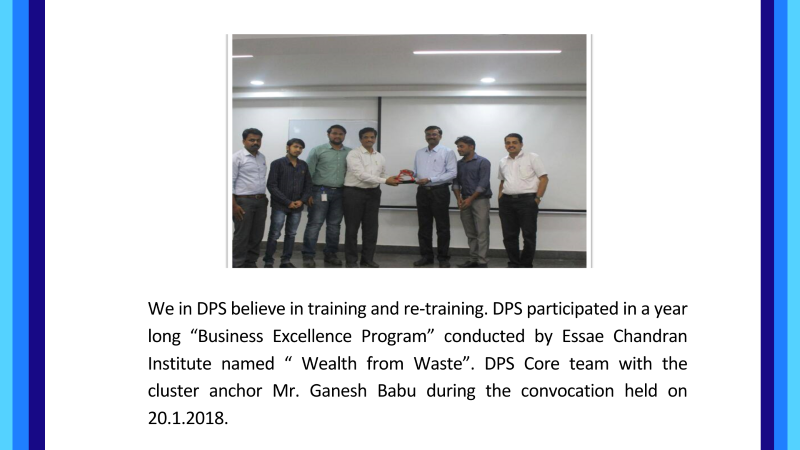 We in DPS believe in training and re-training. DPS participated in a year
long “Business Excellence Program” conducted by Essae Chandran
Institute named “ Wealth from Waste”. DPS Core team with the
cluster anchor Mr. Ganesh Babu during the convocation held on
20.1.2018.